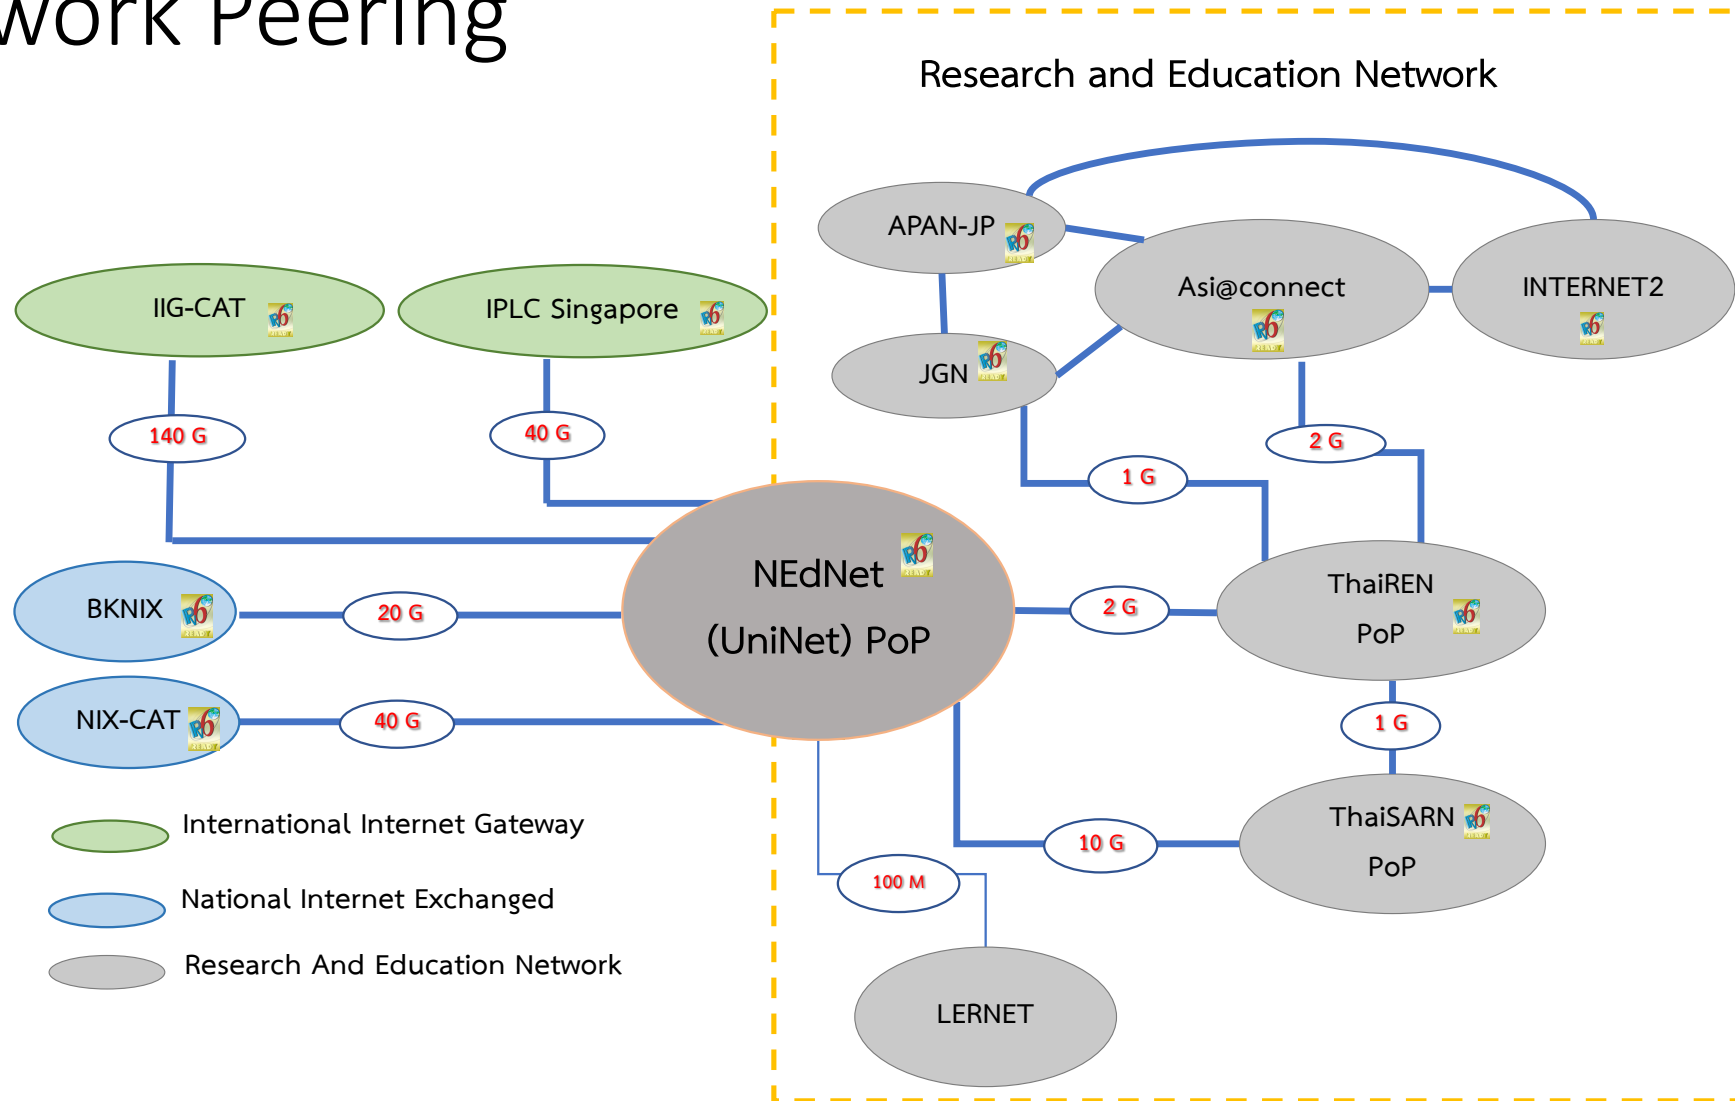 work Peering
Research and Education Network
APAN-JP
Asi@connect
INTERNET2
IIG-CAT
IPLC Singapore
JGN
140 G
40 G
2 G
1 G
NEdNet
(UniNet) PoP
ThaiREN
PoP
BKNIX
20 G
2 G
NIX-CAT
40 G
1 G
ThaiSARN
PoP
10 G
100 M
International Internet Gateway
National Internet Exchanged
Research And Education Network
LERNET